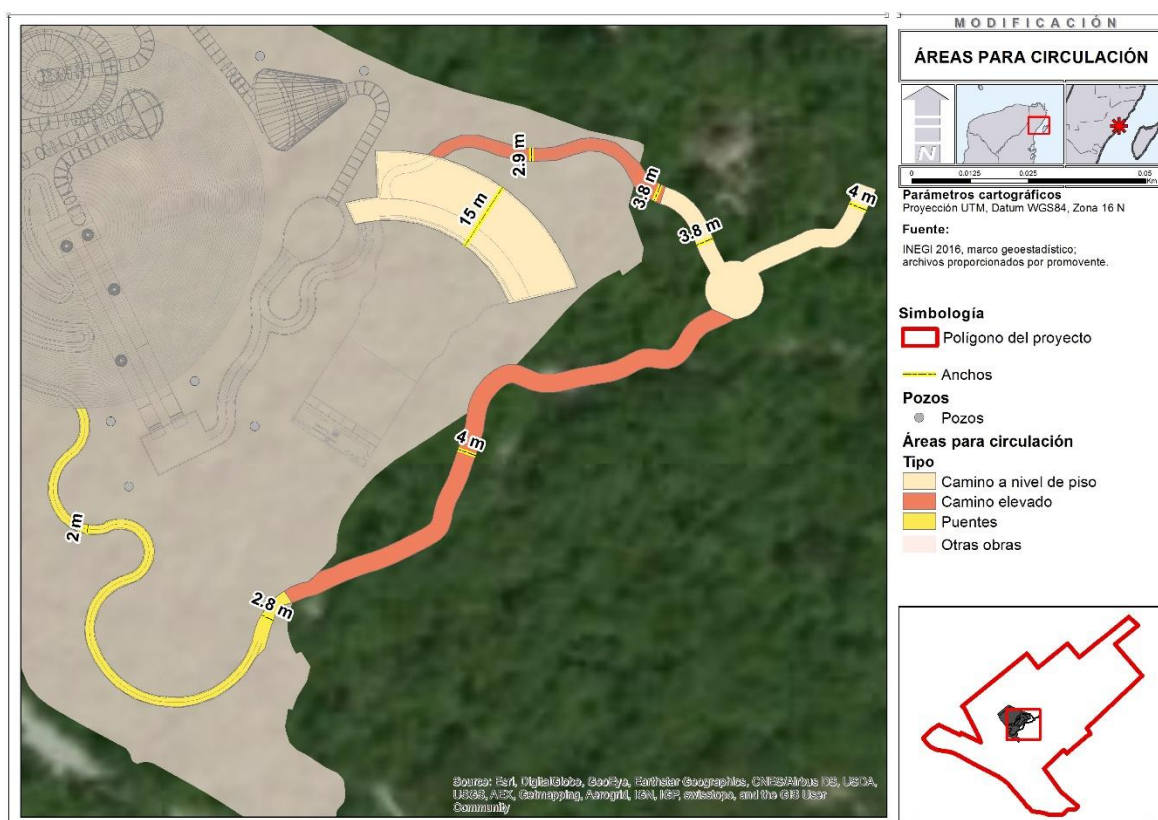 MODIFICACIÓN
ÁREAS PARA CIRCULACIÓN
N
0 0.0125 0.025 0.05
Km
Parámetros cartográficos
Proyección UTM, Datum WGS84, Zona 16 N
Fuente:
INEGI 2016, marco geoestadístico;
archivos proporcionados por promovente.
Simbología
Polígono del proyecto
Anchos
Pozos
Pozos
Áreas para circulación
Tipo
Camino a nivel de piso
Camino elevado
Puentes
Otras obras
2.9 m
3.8 m
4 m
15 m
3.8 m
4 m
2 m
2.8 m
Source: Esri, DigitalGlobe, GeoEye, Earthstar Geographics, CNES/Airbus DS, USDA,
USGS, AEX, Getmapping, Aerogrid, IGN, IGP, swisstopo, and the GIS User
Community